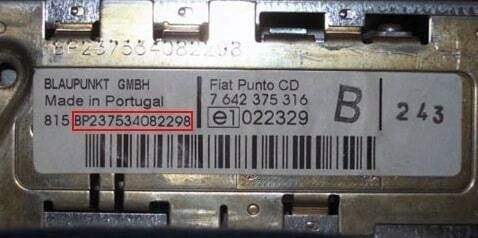 BP237534082298
BLAUPUNKT GMBH
Made in Portugal
815 BP237534082298
Fiat Punto CD
7 642 375 316
e1 022329
B
243